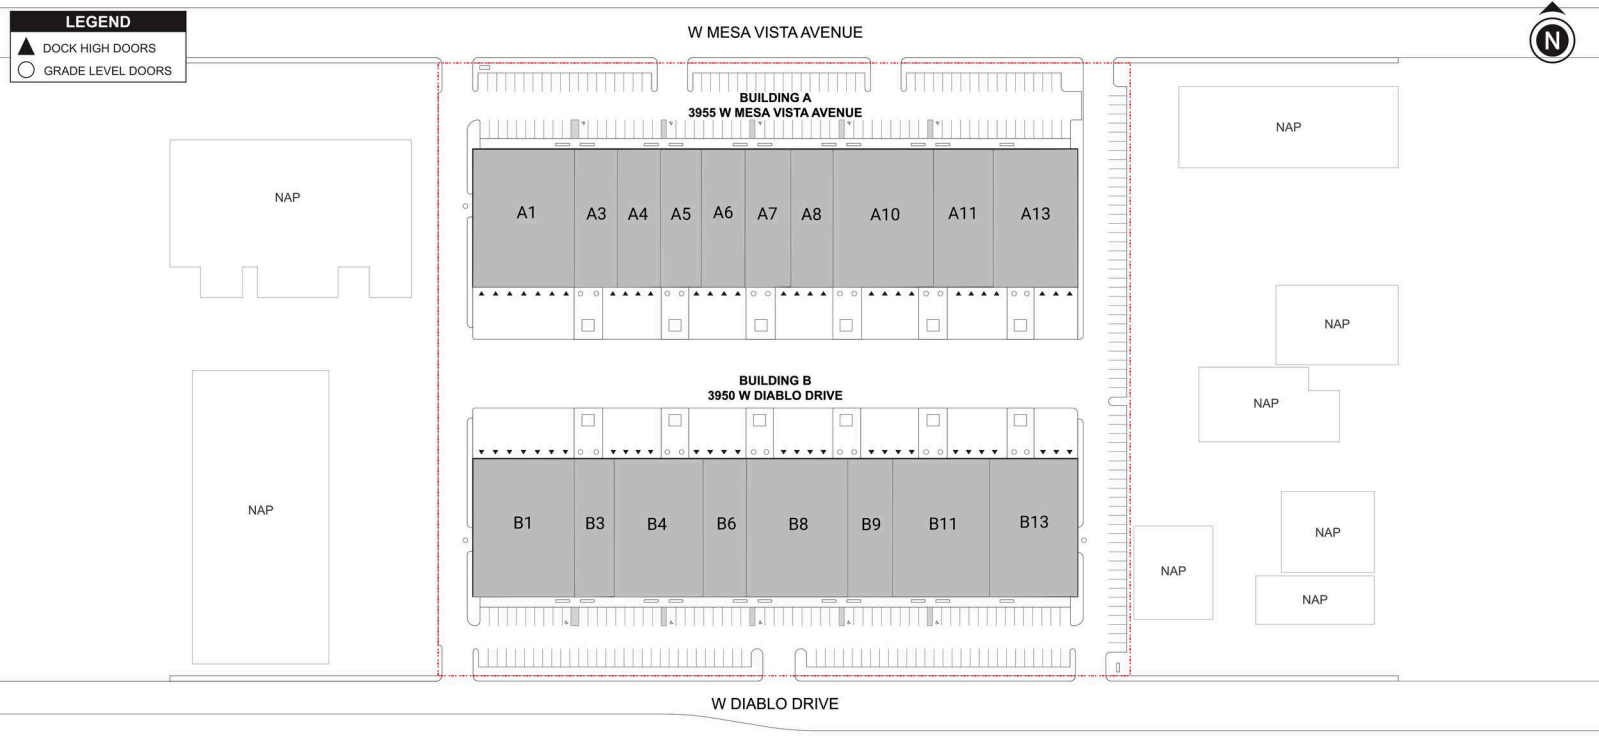 LEGEND
DOCK HIGH DOORS
GRADE LEVEL DOORS
W MESA VISTA AVENUE
N
BUILDING A
3955 W MESA VISTA AVENUE
NAP
NAP
A1
A3
A4
A5
A6
A7
A8
A10
A11
A13
NAP
NAP
BUILDING B
3950 W DIABLO DRIVE
NAP
B1
B3
B4
B6
B8
B9
B11
B13
NAP
NAP
NAP
W DIABLO DRIVE